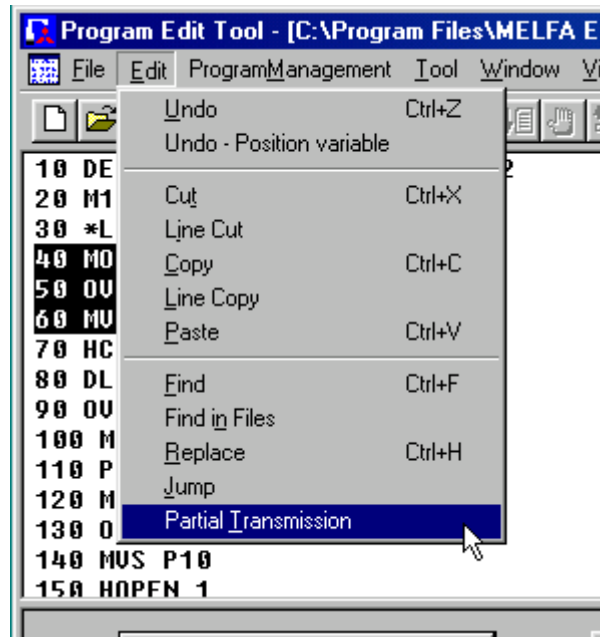 Program Edit Tool - [C:\Program Files\MELFA E
File Edit ProgramManagement Tool Window Vi
Undo Ctrl+Z
Undo - Position variable
Cut Ctrl+X
Line Cut
Copy Ctrl+C
Line Copy
Paste Ctrl+V
Find Ctrl+F
Find in Files
Replace Ctrl+H
Jump
Partial Transmission
10 DE 2
20 M1
30 *L
40 MO
50 OV
60 MV
70 HC
80 DL
90 OV
100 M
110 P
120 M
130 O
140 MVS P10
150 HOPEN 1